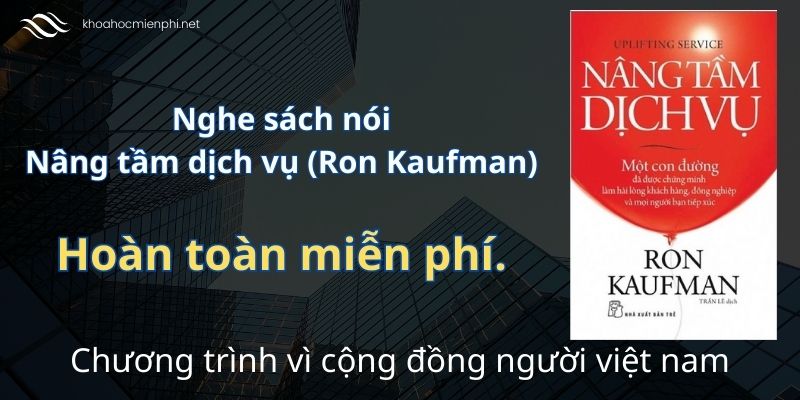 khoahocmienphi.net
Nghe sách nói
Nâng tầm dịch vụ (Ron Kaufman)
Hoàn toàn miễn phí.
Chương trình vì cộng đồng người việt nam
UPLIFTING SERVICE
NÂNG TẦM
DỊCH VỤ
Một con đường
đã được chứng minh
làm hài lòng khách hàng, đồng nghiệp
và mọi người bạn tiếp xúc
RON
KAUFMAN
TRẦN LÊ dịch
NHÀ XUẤT BẢN TRẺ